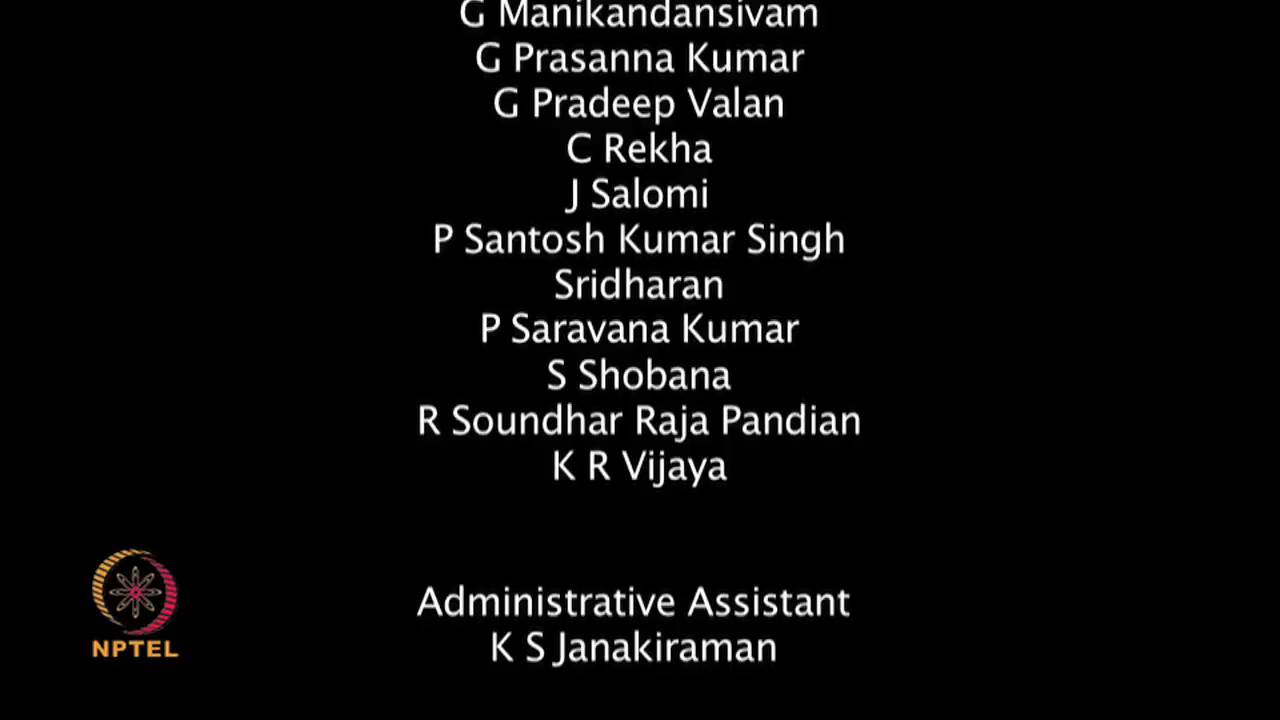 G Manikandansivam
G Prasanna Kumar
G Pradeep Valan
C Rekha
J Salomi
P Santosh Kumar Singh
Sridharan
P Saravana Kumar
S Shobana
R Soundhar Raja Pandian
K R Vijaya
Administrative Assistant
K S Janakiraman
NPTEL